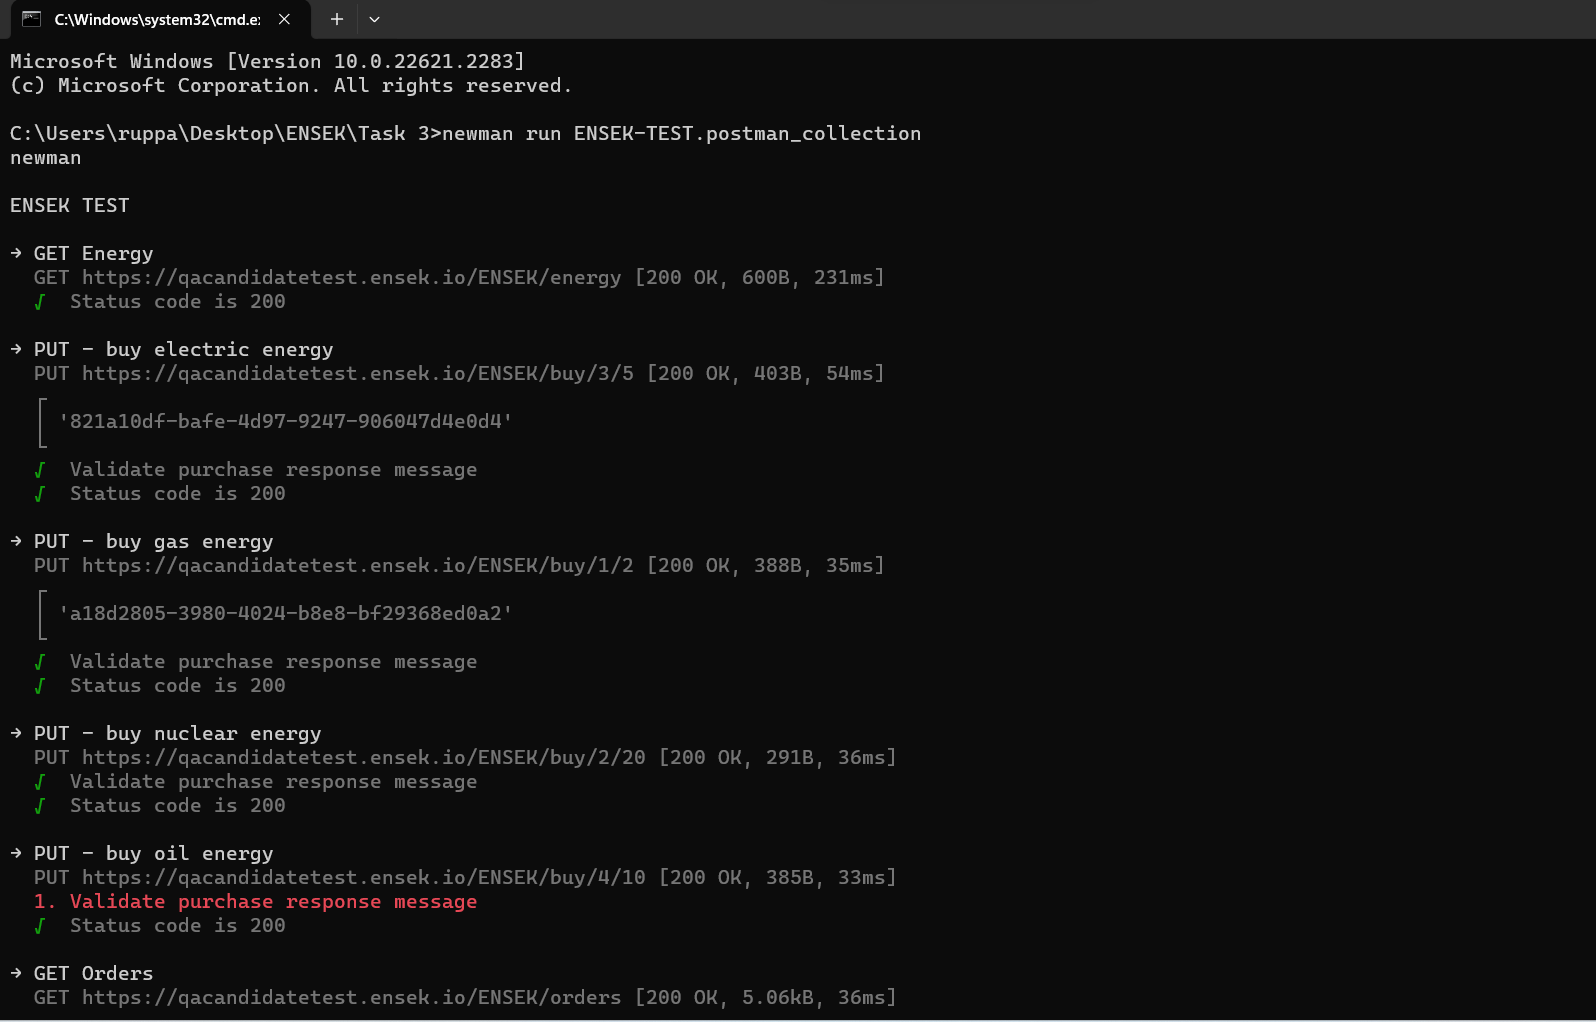 C:\Windows\system32\cmd.e
Microsoft Windows [Version 10.0.22621.2283]
(c) Microsoft Corporation. All rights reserved.
C:\Users\ruppa\Desktop\ENSEK\Task 3>newman run ENSEK-TEST.postman_collection
newman
ENSEK TEST
→ GET Energy
GET https://qacandidatetest.ensek.io/ENSEK/energy [200 OK, 600B, 231ms]
√ Status code is 200
→ PUT - buy electric energy
PUT https://qacandidatetest.ensek.io/ENSEK/buy/3/5 [200 OK, 403B, 54ms]
'821a10df-bafe-4d97-9247-906047d4e0d4'
√ Validate purchase response message
√ Status code is 200
→ PUT - buy gas energy
PUT https://qacandidatetest.ensek.io/ENSEK/buy/1/2 [200 OK, 388B, 35ms]
'a18d2805-3980-4024-b8e8-bf29368ed0a2'
√ Validate purchase response message
√ Status code is 200
→ PUT - buy nuclear energy
PUT https://qacandidatetest.ensek.io/ENSEK/buy/2/20 [200 OK, 291B, 36ms]
√ Validate purchase response message
√ Status code is 200
→ PUT - buy oil energy
PUT https://qacandidatetest.ensek.io/ENSEK/buy/4/10 [200 OK, 385B, 33ms]
1. Validate purchase response message
√ Status code is 200
→ GET Orders
GET https://qacandidatetest.ensek.io/ENSEK/orders [200 OK, 5.06kB, 36ms]